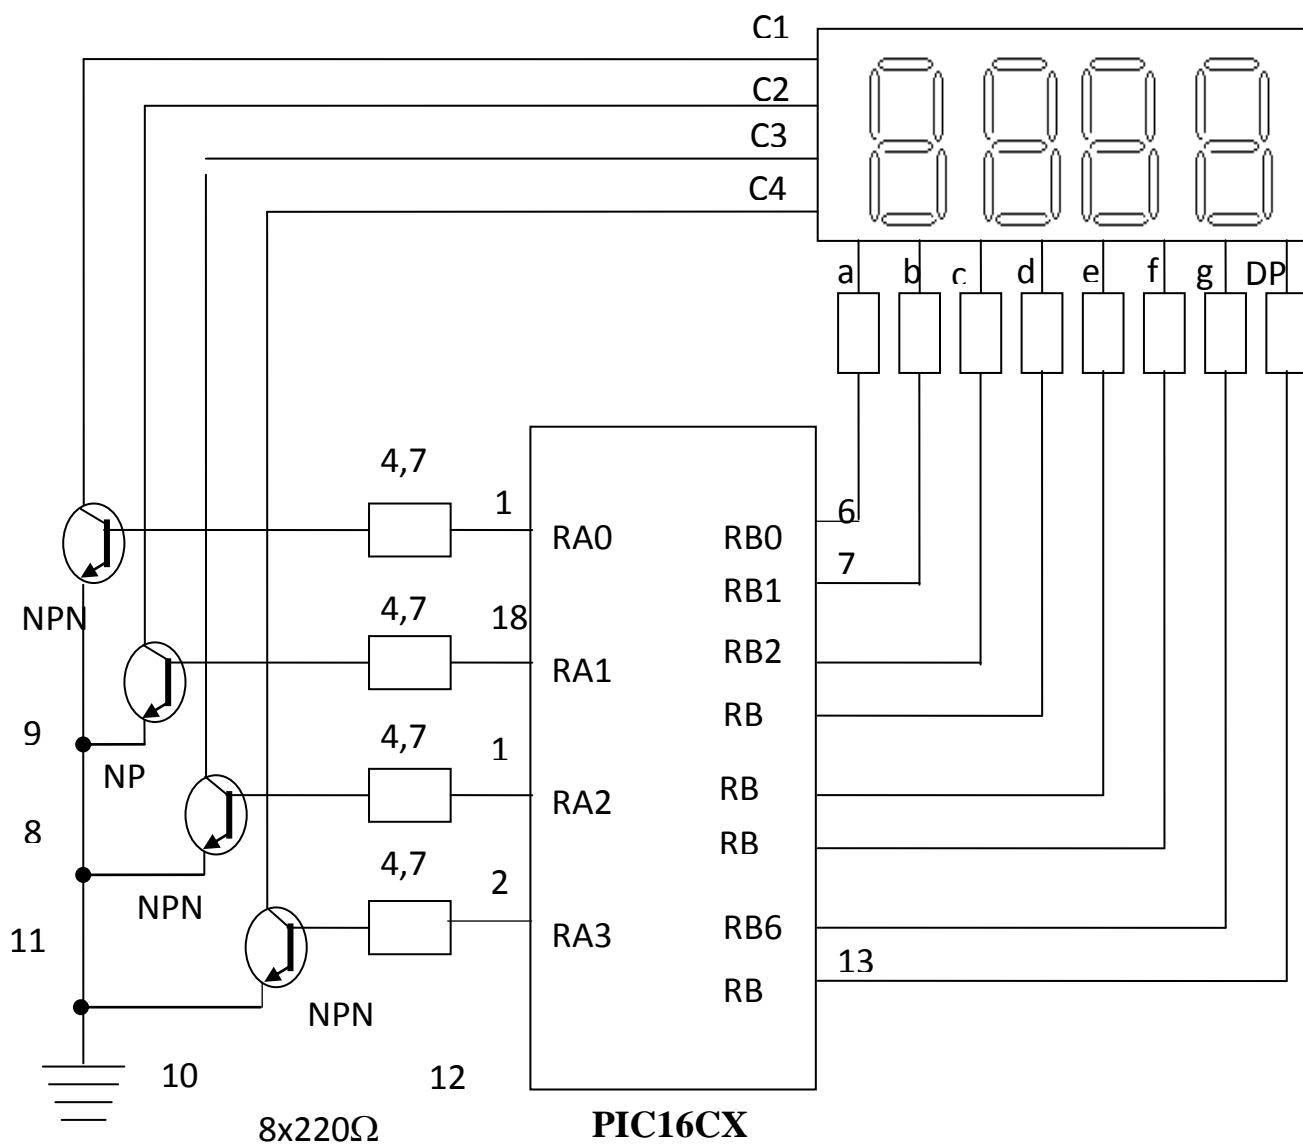 C1
C2
C3
C4
a b c d e f g DP
4,7
1
RA0
RB0
6
7
RB1
NPN
4,7
18
RA1
RB2
RB
9
NP
4,7
1
RA2
RB
8
RB
4,7
2
NPN
RA3
RB6
11
13
RB
NPN
10
12
8x220Ω
PIC16CX